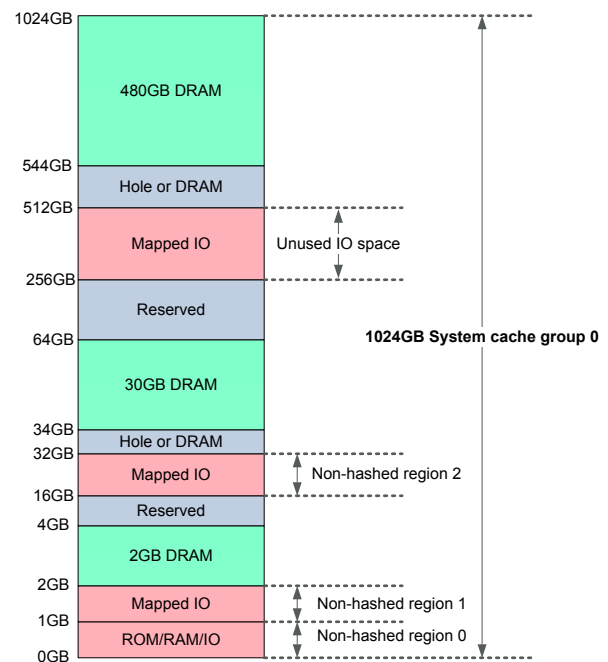 1024GB
480GB DRAM
544GB
Hole or DRAM
512GB
Mapped IO
Unused IO space
256GB
Reserved
64GB
1024GB System cache group 0
30GB DRAM
34GB
Hole or DRAM
32GB
Mapped IO
Non-hashed region 2
16GB
Reserved
4GB
2GB DRAM
2GB
Mapped IO
Non-hashed region 1
1GB
ROM/RAM/IO
Non-hashed region 0
0GB